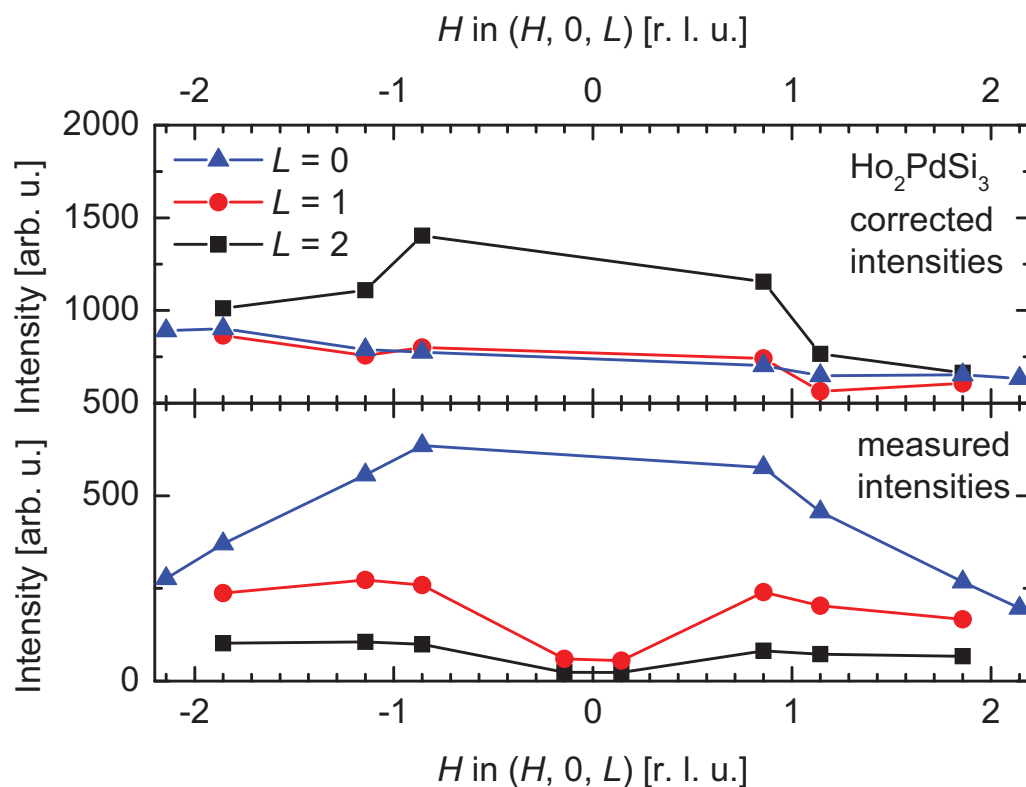 H in (H, 0, L) [r. l. u.]
-2 -1 0 1 2
2000
1500
1000
500
Intensity [arb. u.]
L = 0
L = 1
L = 2
Ho₂PdSi₃
corrected
intensities
500
0
Intensity [arb. u.]
measured
intensities
-2 -1 0 1 2
H in (H, 0, L) [r. l. u.]